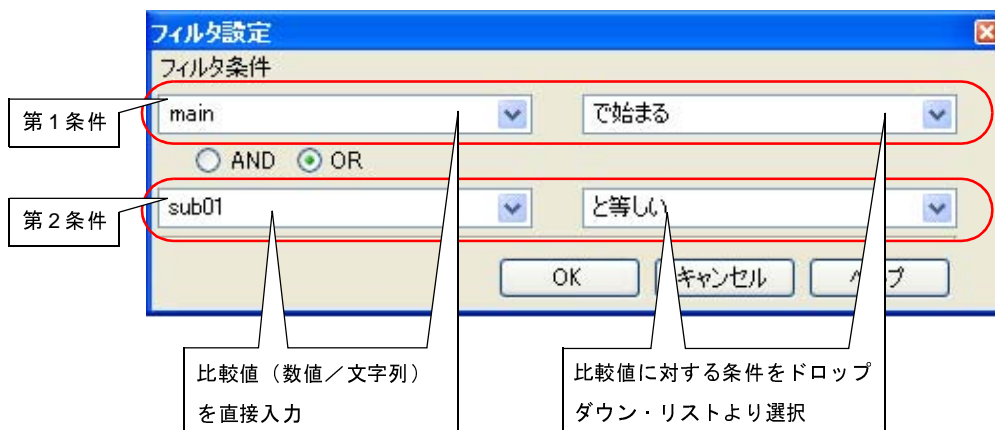 フィルタ設定
フィルタ条件
第1条件
main
で始まる
AND
OR
第2条件
sub01
と等しい
OK
キャンセル
比較値（数値／文字列）
を直接入力
比較値に対する条件をドロップ
ダウン・リストより選択